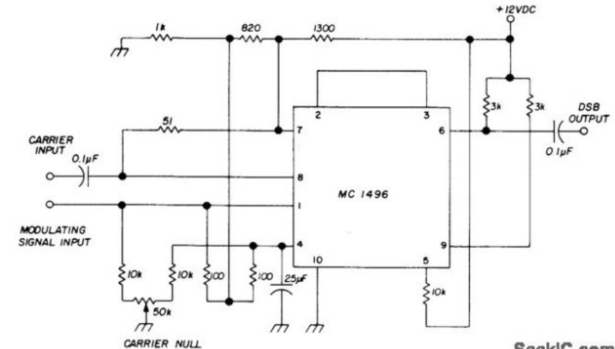 +12VDC
1k
820
1300
2
3
3k
3k
DSB
OUTPUT
51
7
6
CARRIER
INPUT
0.1µF
0.1µF
8
MC 1496
1
MODULATING
SIGNAL INPUT
4
9
10
5
10k
10k
100
100
25µF
10k
50k
CARRIER NULL
SeekIC.com